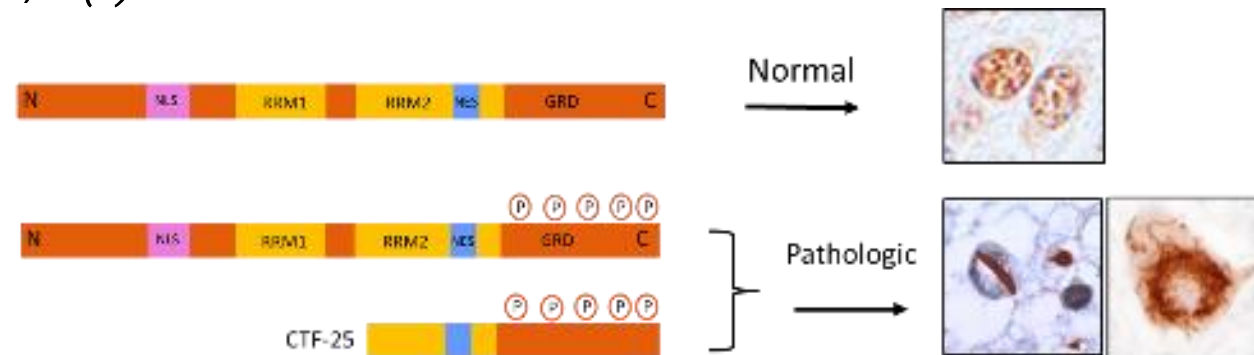 Normal
N NLS RRM1 RRM2 NES GRD C
P P P P P
N NLS RRM1 RRM2 NES GRD C
Pathologic
P P P P P
CTF-25